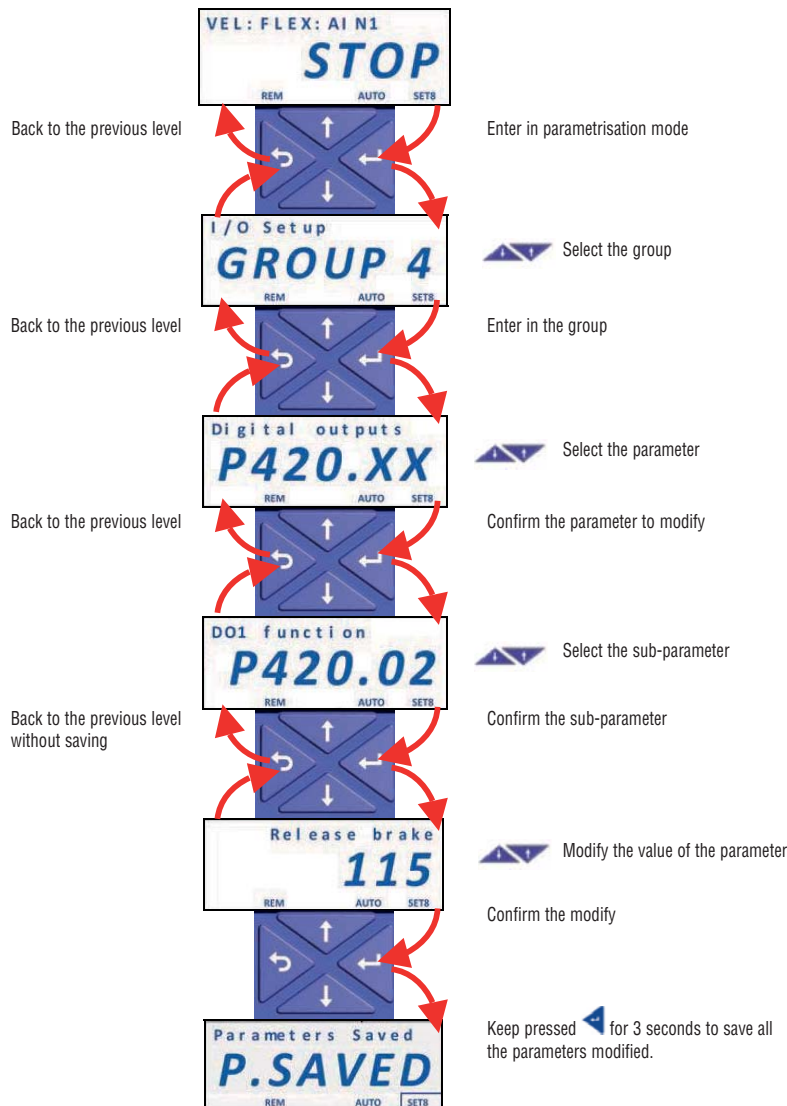 VEL: FLEX: AIN1
STOP
REM AUTO SET8
Back to the previous level
Enter in parametrisation mode
I/O Setup
GROUP 4
REM AUTO SET8
Select the group
Back to the previous level
Enter in the group
Digital outputs
P420.XX
REM AUTO SET8
Select the parameter
Back to the previous level
Confirm the parameter to modify
DO1 function
P420.02
REM AUTO SET8
Select the sub-parameter
Back to the previous level
without saving
Confirm the sub-parameter
Release brake
115
REM AUTO SET8
Modify the value of the parameter
Confirm the modify
Parameters Saved
P.SAVED
REM AUTO SET8
Keep pressed for 3 seconds to save all
the parameters modified.